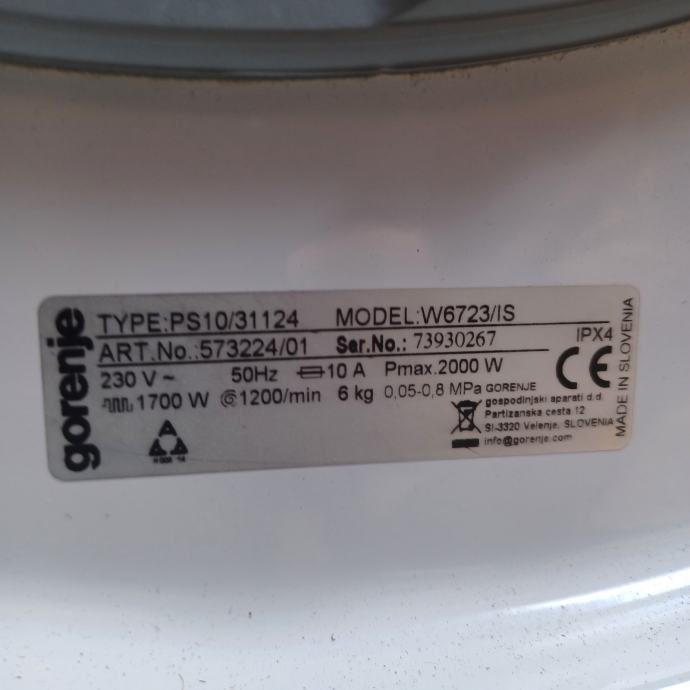 gorenje
TYPE:PS10/31124 MODEL:W6723/IS
ART.No.:573224/01 Ser.No.: 73930267
IPX4
230 V ~ 50Hz 10 A Pmax.2000 W
1700 W 1200/min 6 kg 0,05-0,8 MPa
CE
GORENJE
gospodinjski aparati d.d.
Partizanska cesta 12
SI-3320 Velenje, SLOVENIA
info@gorenje.com
MADE IN SLOVENIA